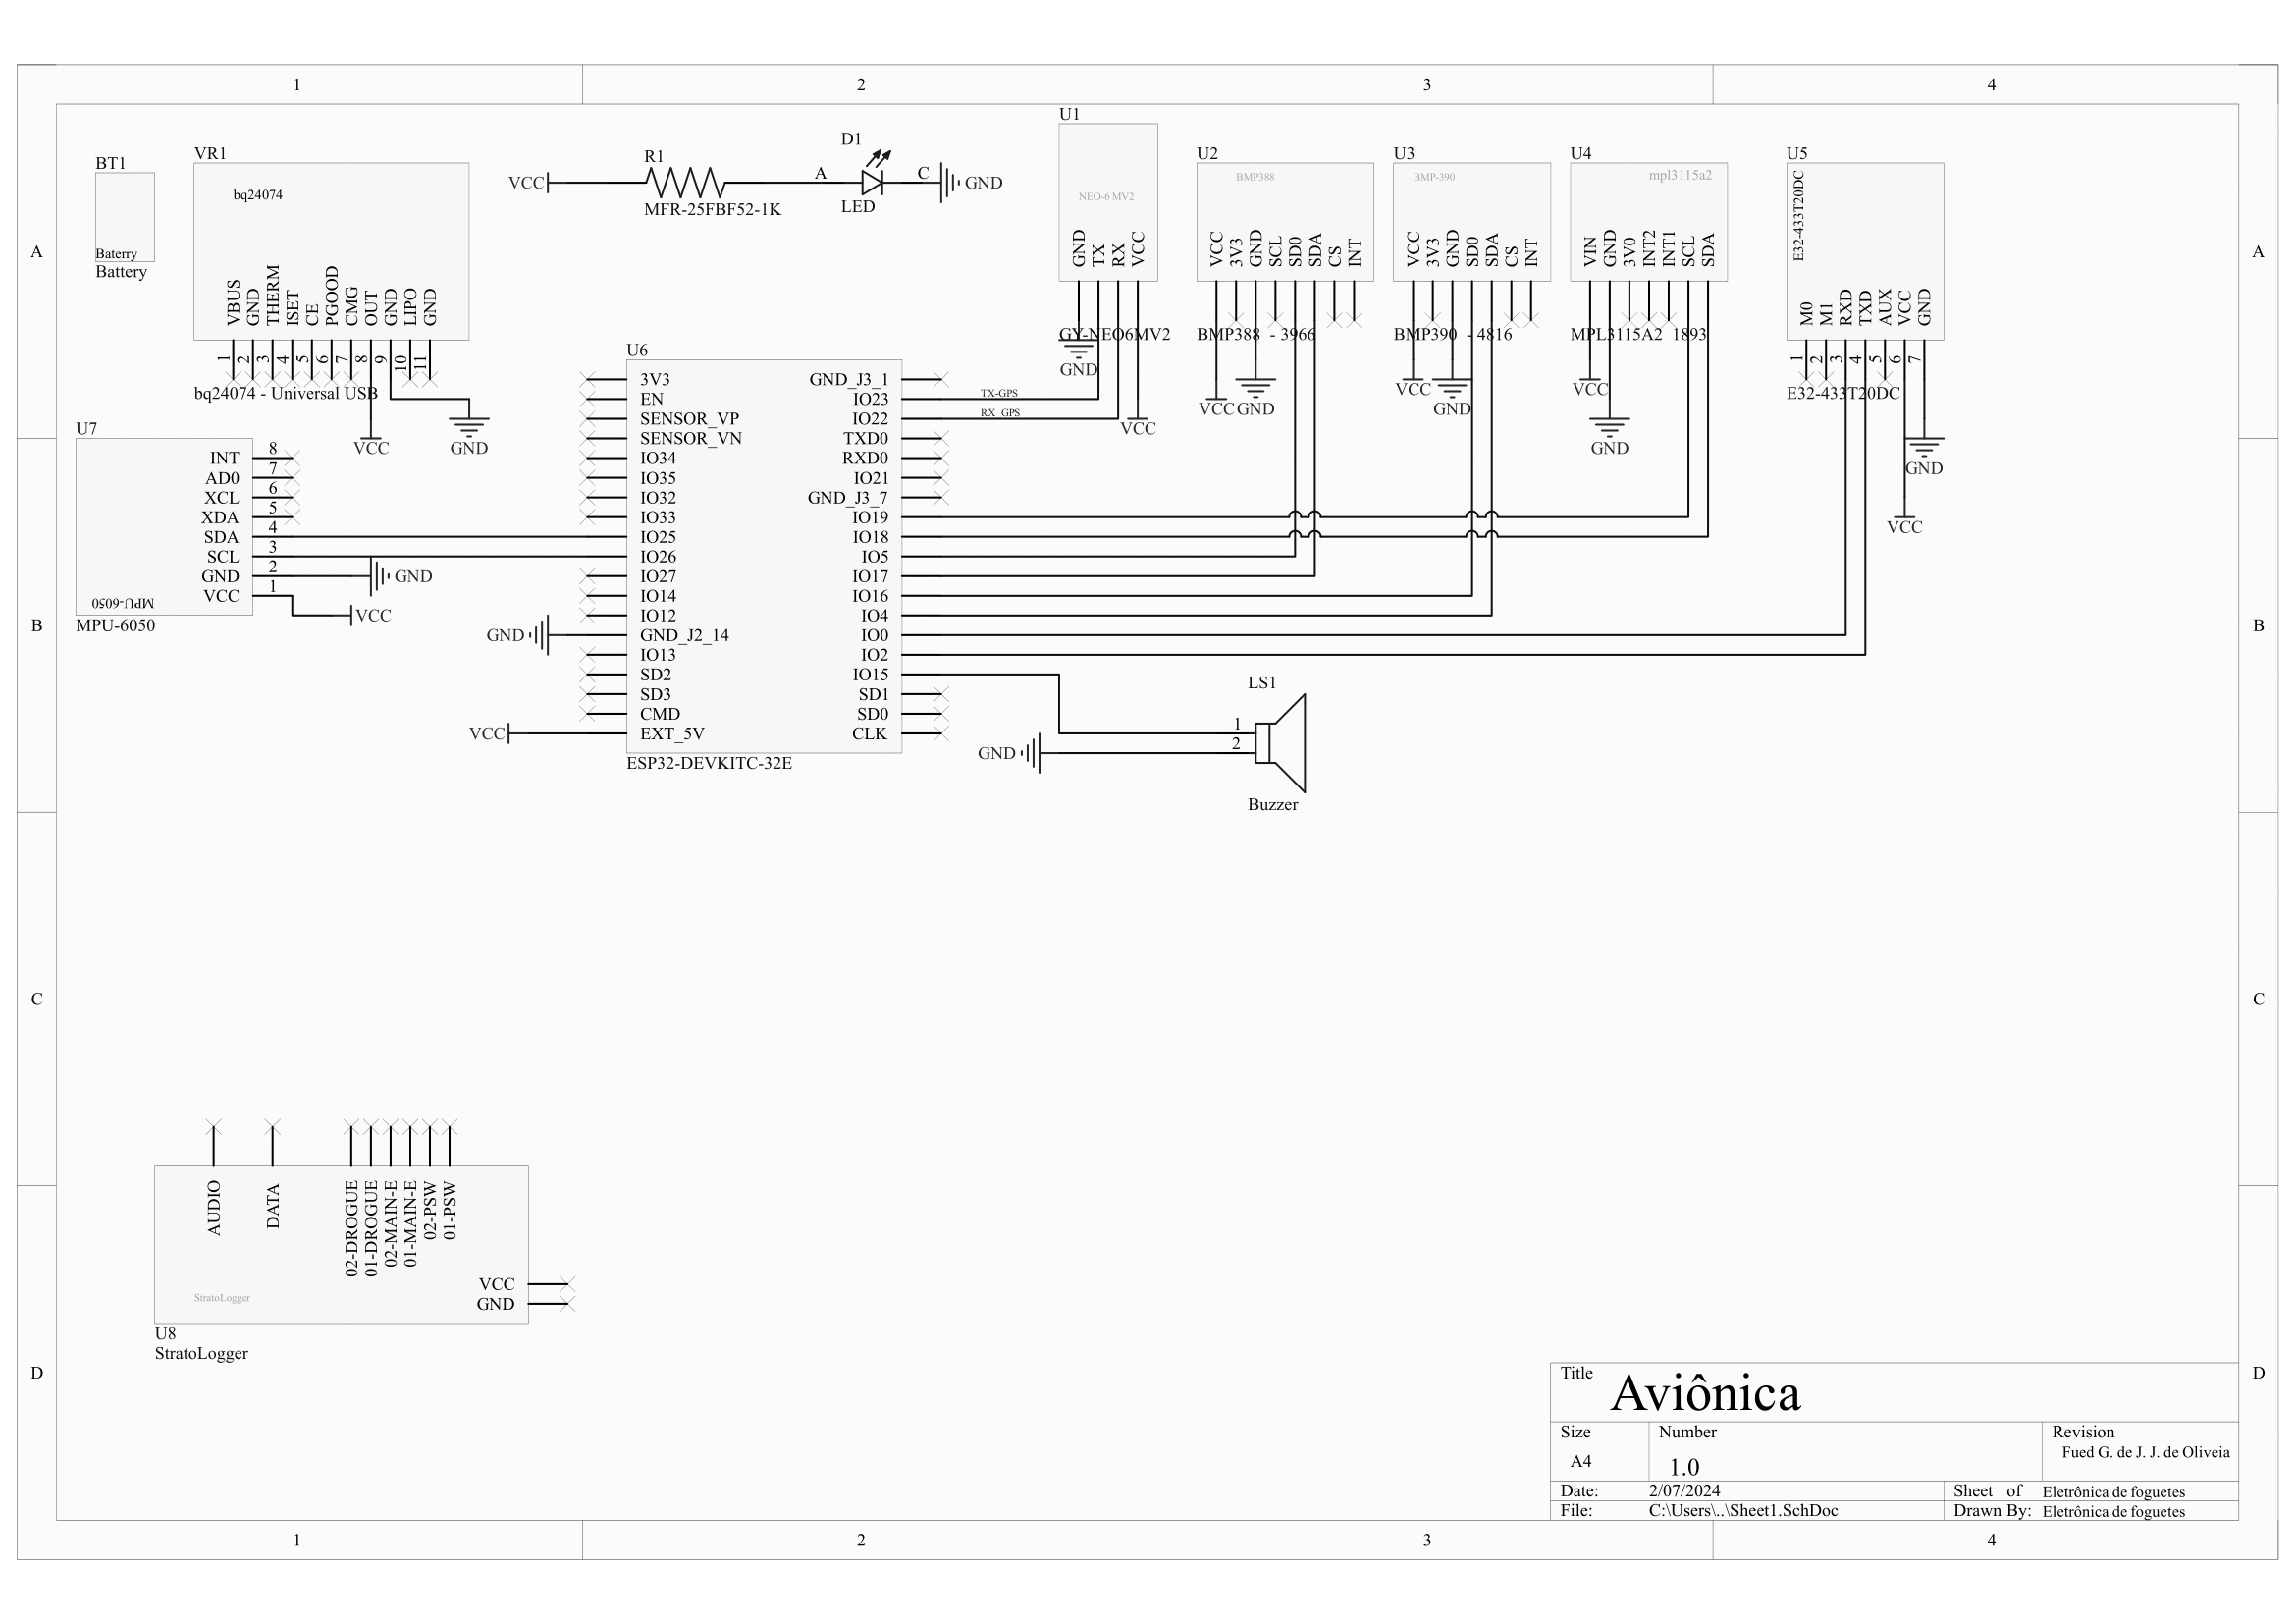 1 2 3 4
A
B
C
D
A
B
C
D
BT1
Baterry
Battery
VR1
bq24074
VBUS
GND
THERM
ISET
CE
PGOOD
CMG
OUT
GND
LIPO
GND
1
2
3
4
5
6
7
8
9
10
11
bq24074 - Universal USB
VCC
GND
VCC
R1
MFR-25FBF52-1K
A
D1
LED
C
GND
U1
NEO-6 MV2
GND
TX
RX
VCC
GY-NEO6MV2
GND
VCC
U2
BMP388
VCC
3V3
GND
SCL
SD0
SDA
CS
INT
BMP388 - 3966
VCC
GND
U3
BMP-390
VCC
3V3
GND
SD0
SDA
CS
INT
BMP390 - 4816
VCC
GND
U4
mpl3115a2
VIN
GND
3V0
INT2
INT1
SCL
SDA
MPL3115A2 1893
VCC
GND
U5
E32-433T20DC
M0
M1
RXD
TXD
AUX
VCC
GND
1
2
3
4
5
6
7
E32-433T20DC
GND
VCC
U7
INT 8
AD0 7
XCL 6
XDA 5
SDA 4
SCL 3
GND 2
VCC 1
GND
VCC
MPU-6050
MPU-6050
U6
3V3 GND_J3_1
EN IO23
TX-GPS
SENSOR_VP IO22
RX GPS
SENSOR_VN TXD0
IO34 RXD0
IO35 IO21
IO32 GND_J3_7
IO33 IO19
IO25 IO18
IO26 IO5
IO27 IO17
IO14 IO16
IO12 IO4
GND GND_J2_14 IO0
IO13 IO2
SD2 IO15
SD3 SD1
CMD SD0
VCC EXT_5V CLK
ESP32-DEVKITC-32E
LS1
1
2
GND
Buzzer
AUDIO
DATA
02-DROGUE
01-DROGUE
02-MAIN-E
01-MAIN-E
02-PSW
01-PSW
VCC
GND
StratoLogger
U8
StratoLogger
Title
Aviônica
Size
A4
Number
1.0
Revision
Fued G. de J. J. de Oliveia
Date: 2/07/2024 Sheet of Eletrônica de foguetes
File: C:\Users\..\Sheet1.SchDoc Drawn By: Eletrônica de foguetes
1 2 3 4